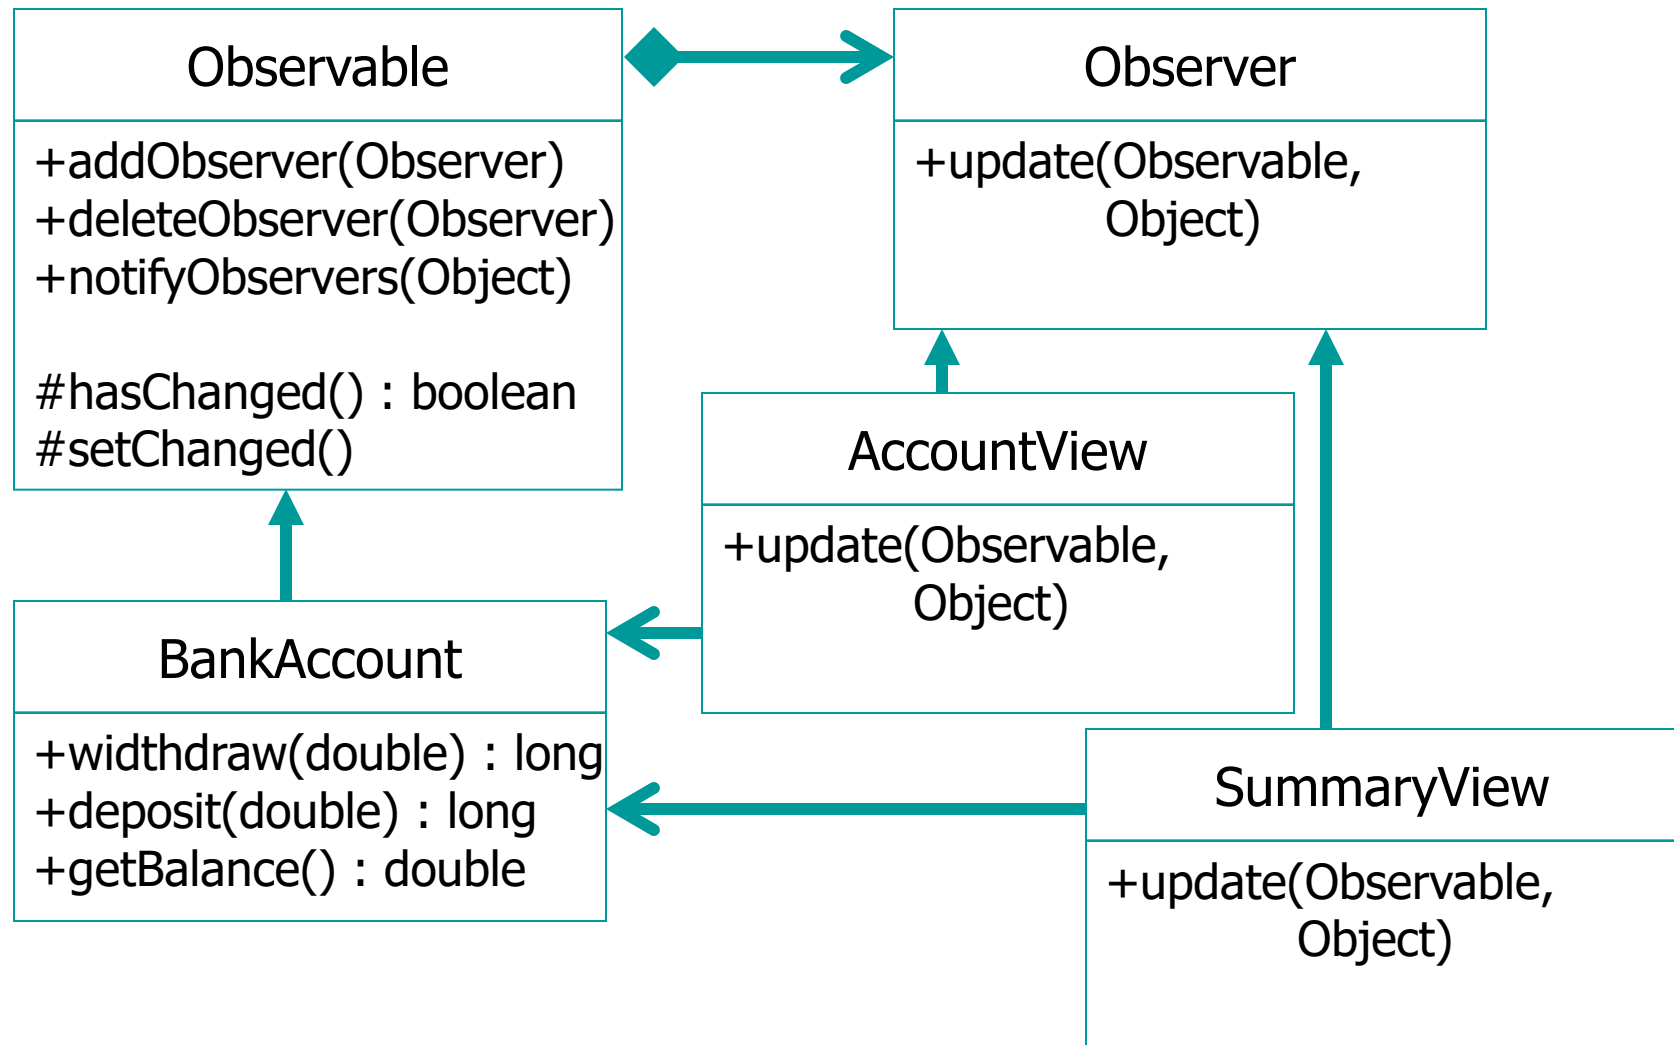 Observable
+addObserver(Observer)
+deleteObserver(Observer)
+notifyObservers(Object)
#hasChanged() : boolean
#setChanged()
Observer
+update(Observable,
Object)
AccountView
+update(Observable,
Object)
BankAccount
+widthdraw(double) : long
+deposit(double) : long
+getBalance() : double
SummaryView
+update(Observable,
Object)